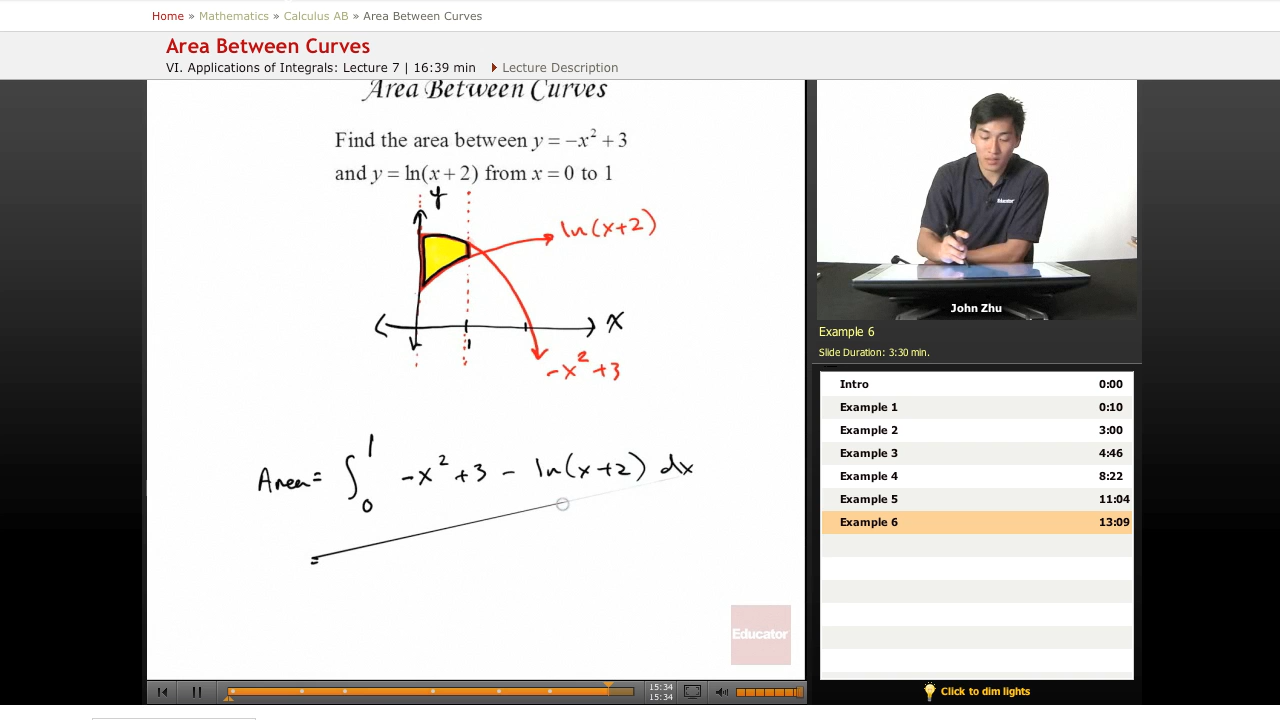 Home » Mathematics » Calculus AB » Area Between Curves
Area Between Curves
VI. Applications of Integrals: Lecture 7 | 16:39 min Lecture Description
Area Between Curves
Find the area between y = −x² + 3
and y = ln(x + 2) from x = 0 to 1
Y
ln(x+2)
X
1
-x² +3
Area = ∫₀¹ -x² +3 - ln(x+2) dx
=
Educator
15:34
15:34
Educator
John Zhu
Example 6
Slide Duration: 3:30 min.
Intro 0:00
Example 1 0:10
Example 2 3:00
Example 3 4:46
Example 4 8:22
Example 5 11:04
Example 6 13:09
Click to dim lights